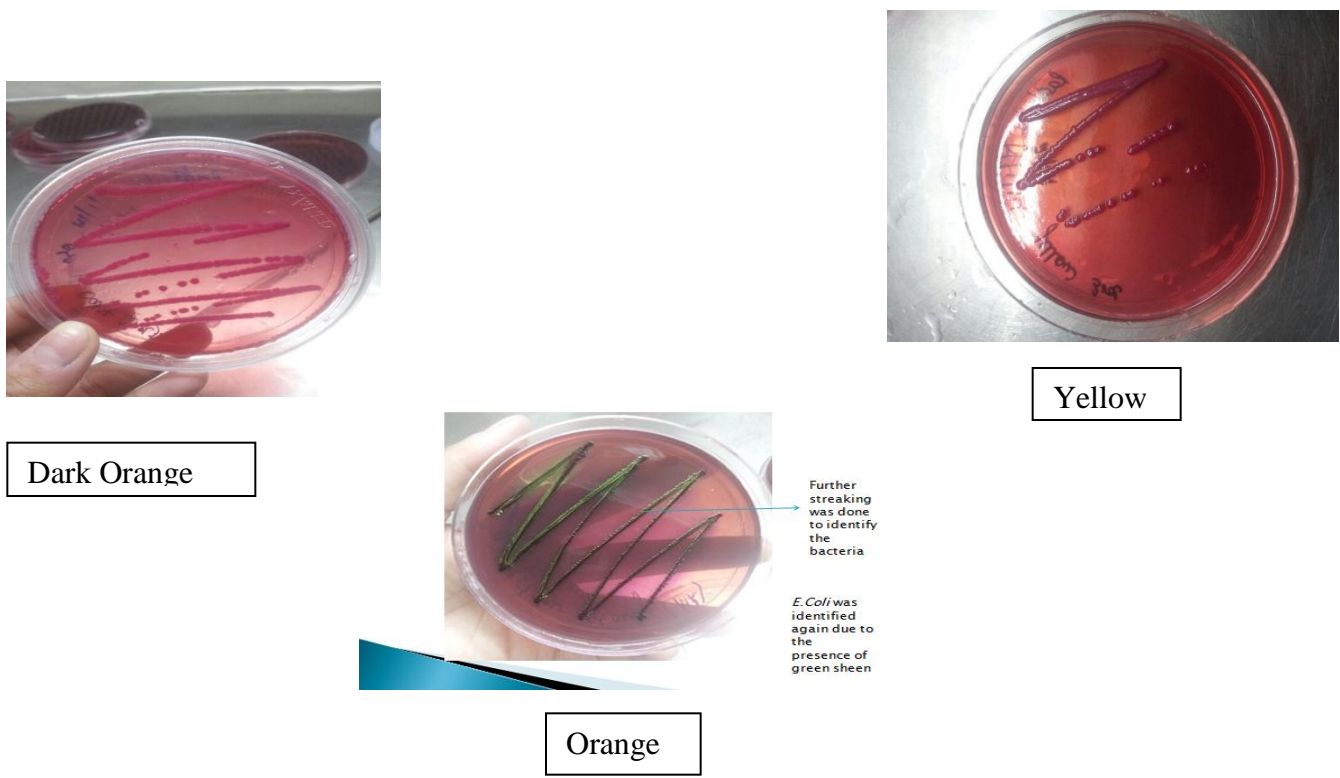 Yellow
Dark Orange
Further
streaking
was done
to identify
the
bacteria
E.Coli was
identified
again due to
the
presence of
green sheen
Orange